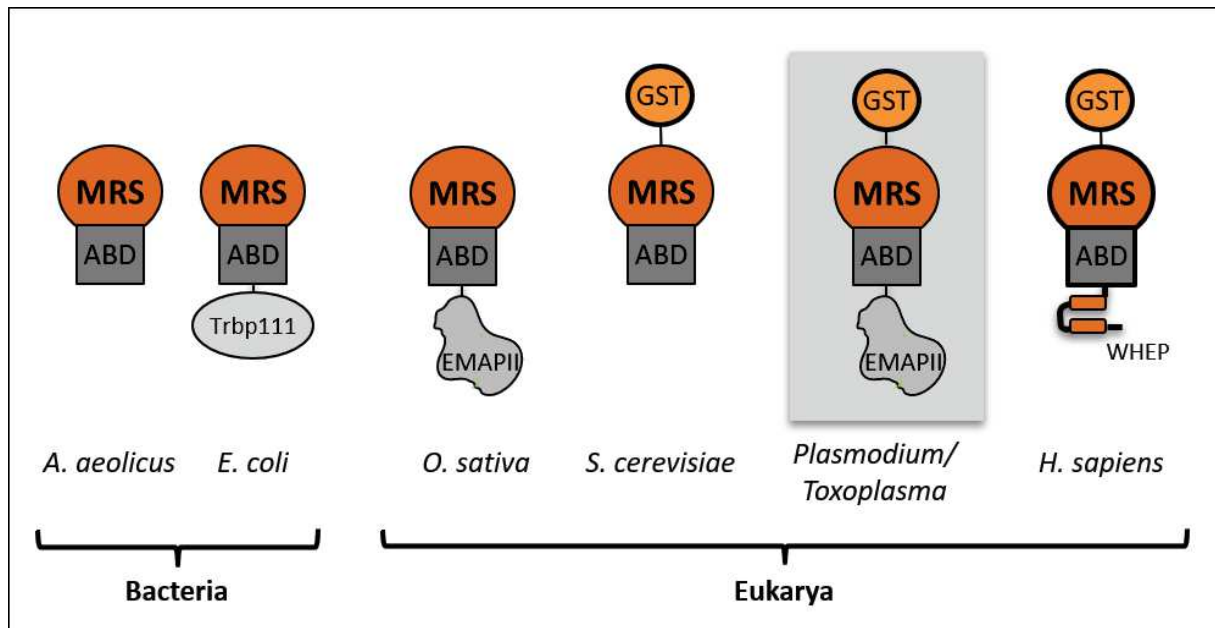 GST
GST
GST
MRS
MRS
MRS
MRS
MRS
MRS
ABD
ABD
ABD
ABD
ABD
ABD
Trbp111
EMAPII
EMAPII
WHEP
A. aeolicus
E. coli
O. sativa
S. cerevisiae
Plasmodium/
Toxoplasma
H. sapiens
Bacteria
Eukarya